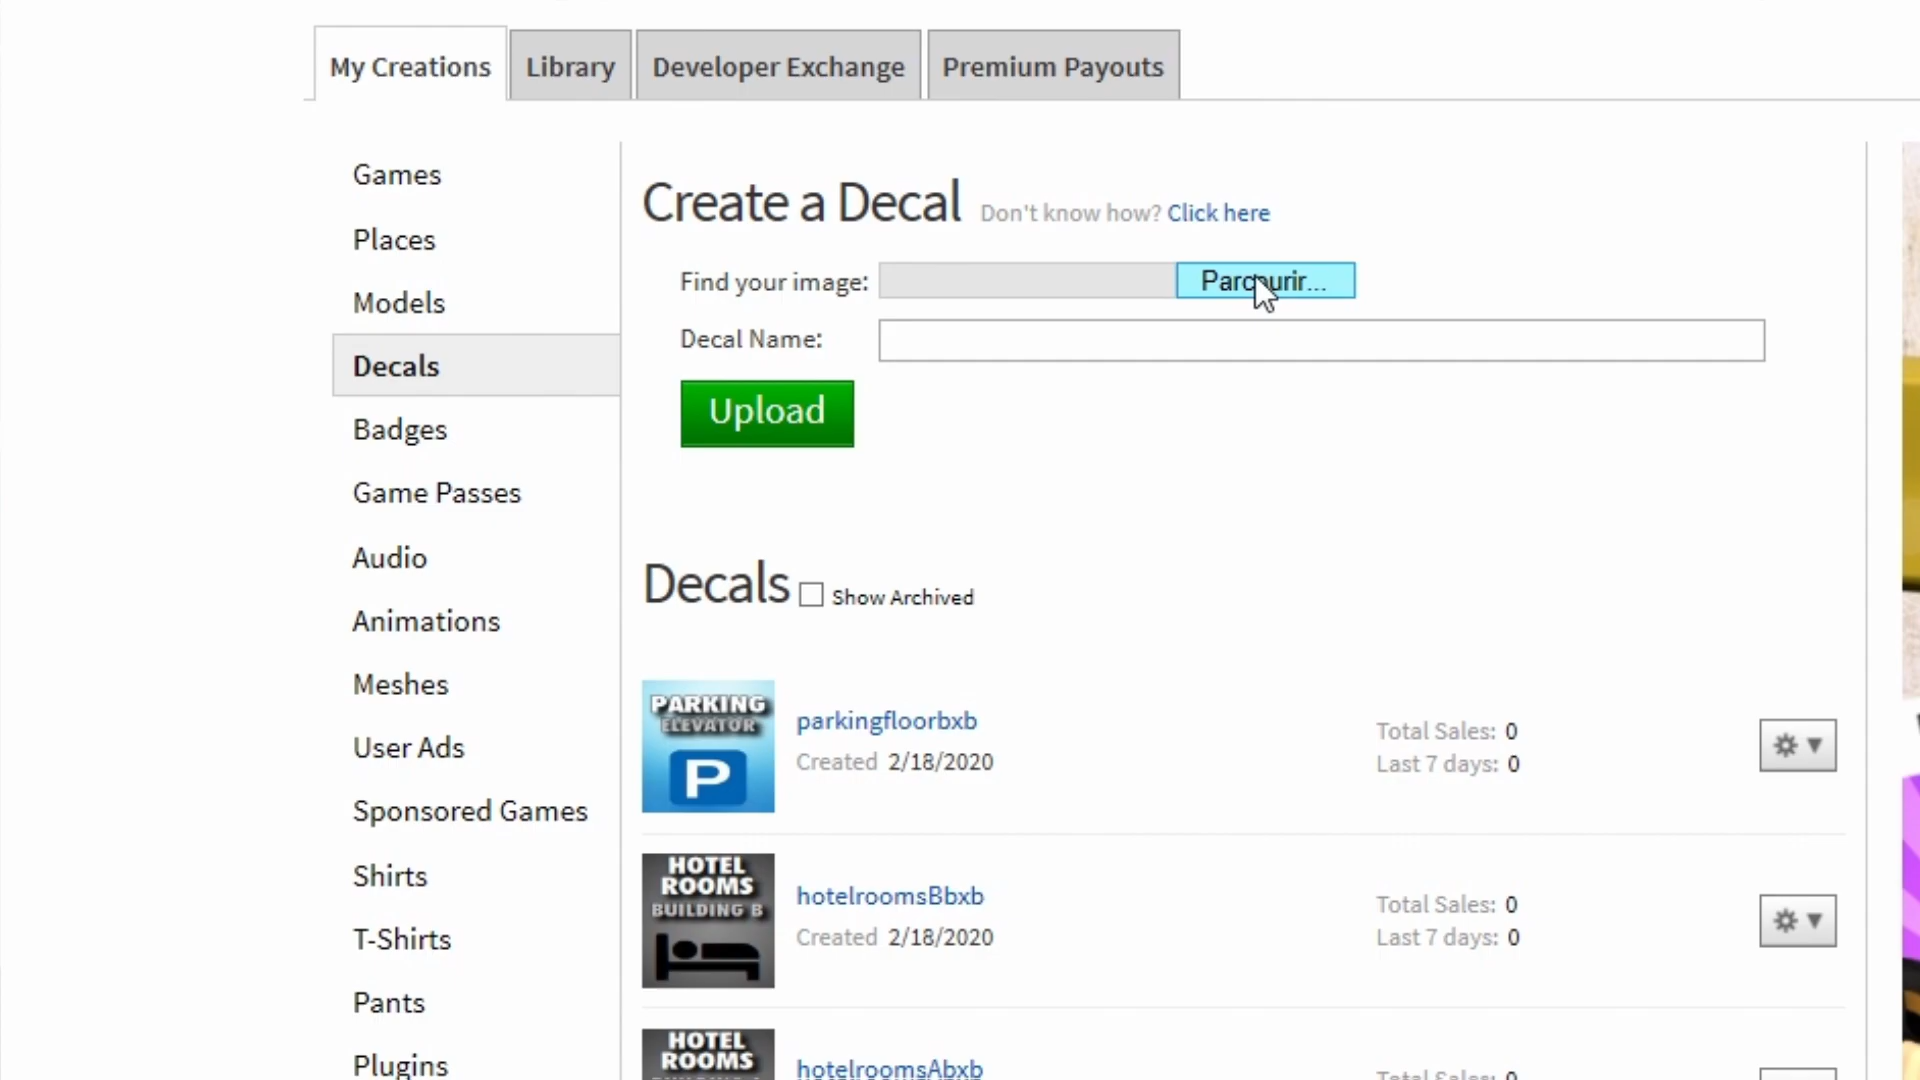 My Creations
Library
Developer Exchange
Premium Payouts
Games
Places
Models
Decals
Badges
Game Passes
Audio
Animations
Meshes
User Ads
Sponsored Games
Shirts
T-Shirts
Pants
Plugins
Create a Decal Don't know how? Click here
Find your image: Parcourir...
Decal Name:
Upload
Decals Show Archived
PARKING
ELEVATOR
P
parkingfloorbxb
Created 2/18/2020
Total Sales: 0
Last 7 days: 0
HOTEL
ROOMS
BUILDING B
hotelroomsBbxb
Created 2/18/2020
Total Sales: 0
Last 7 days: 0
HOTEL
ROOMS
hotelroomsAbxb
Total Sales: 0